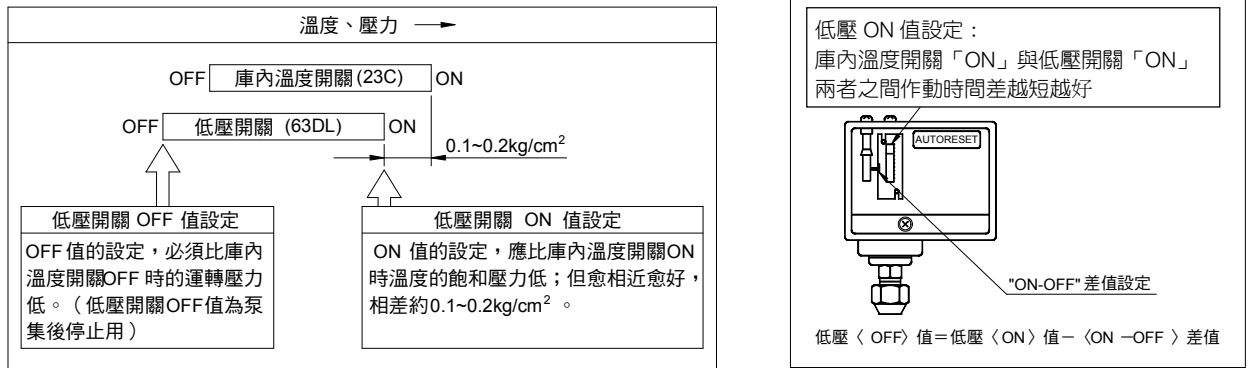 溫度、壓力
OFF 庫內溫度開關(23C) ON
OFF 低壓開關 (63DL) ON
0.1~0.2kg/cm²
低壓開關 OFF 值設定
OFF值的設定，必須比庫內
溫度開關OFF 時的運轉壓力
低。（低壓開關OFF值為泵
集後停止用）
低壓開關 ON 值設定
ON 值的設定，應比庫內溫度開關ON
時溫度的飽和壓力低；但愈相近愈好，
相差約0.1~0.2kg/cm² 。
低壓 ON 值設定：
庫內溫度開關「ON」與低壓開關「ON」
兩者之間作動時間差越短越好
AUTORESET
"ON-OFF" 差值設定
低壓〈 OFF〉值＝低壓〈ON〉值－〈ON －OFF 〉差值